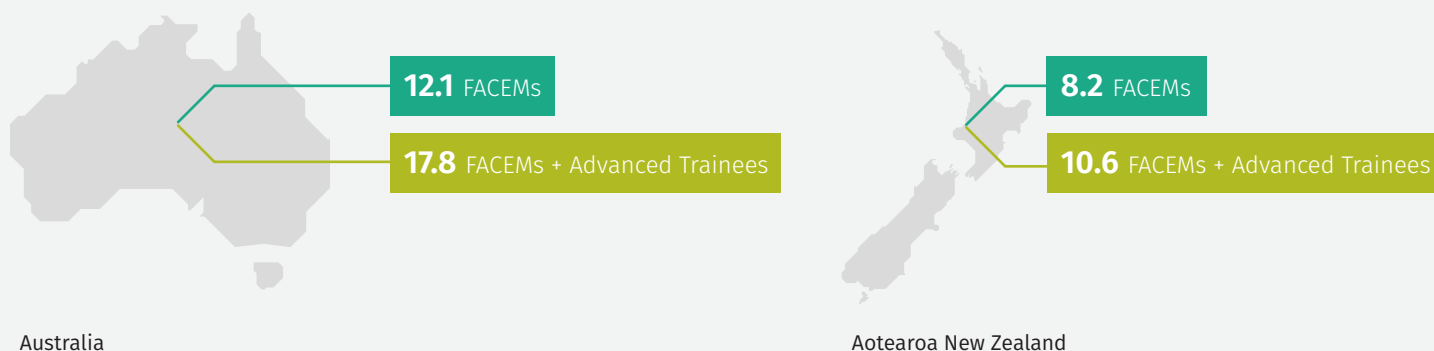 12.1 FACEMs
17.8 FACEMs + Advanced Trainees
Australia
8.2 FACEMs
10.6 FACEMs + Advanced Trainees
Aotearoa New Zealand